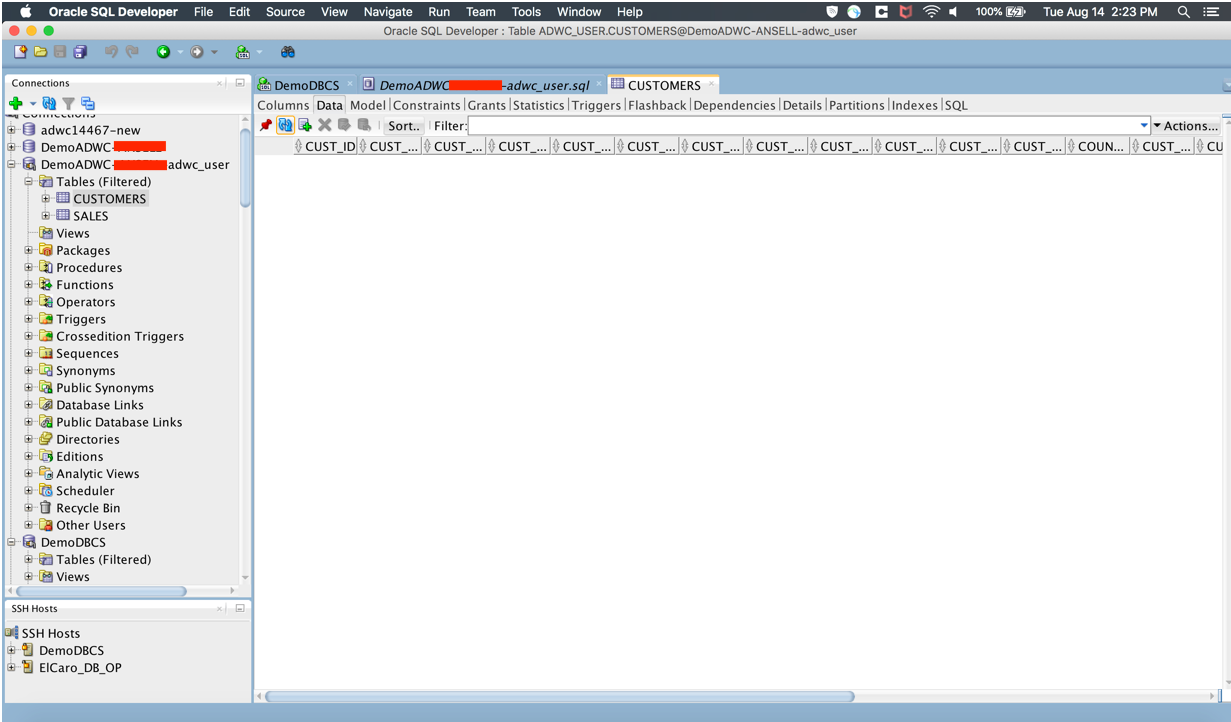 Oracle SQL Developer File Edit Source View Navigate Run Team Tools Window Help 100% Tue Aug 14 2:23 PM
Oracle SQL Developer : Table ADWC_USER.CUSTOMERS@DemoADWC-ANSELL-adwc_user
Connections
Connections
adwc14467-new
DemoADWC-
DemoADWC- adwc_user
Tables (Filtered)
CUSTOMERS
SALES
Views
Packages
Procedures
Functions
Operators
Triggers
Crossedition Triggers
Sequences
Synonyms
Public Synonyms
Database Links
Public Database Links
Directories
Editions
Analytic Views
Scheduler
Recycle Bin
Other Users
DemoDBCS
Tables (Filtered)
Views
SSH Hosts
SSH Hosts
DemoDBCS
ElCaro_DB_OP
DemoDBCS DemoADWC -adwc_user.sql CUSTOMERS
Columns Data Model Constraints Grants Statistics Triggers Flashback Dependencies Details Partitions Indexes SQL
Sort.. Filter: Actions...
CUST_ID CUST_... CUST_... CUST_... CUST_... CUST_... CUST_... CUST_... CUST_... CUST_... CUST_... CUST_... COUN... CUST_... CU